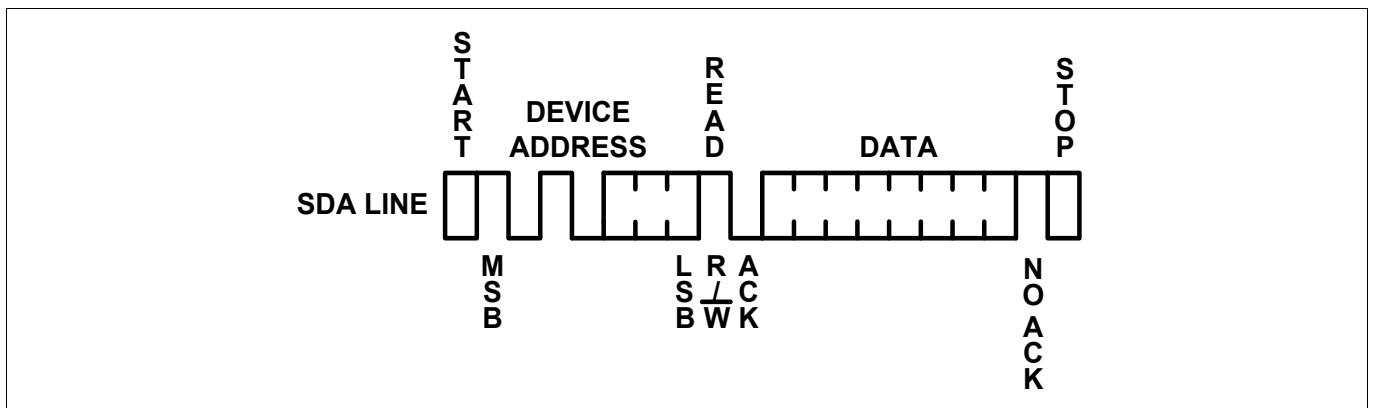 START
DEVICE
ADDRESS
READ
DATA
STOP
SDA LINE
MSB
LSB
R/W
ACK
NO ACK